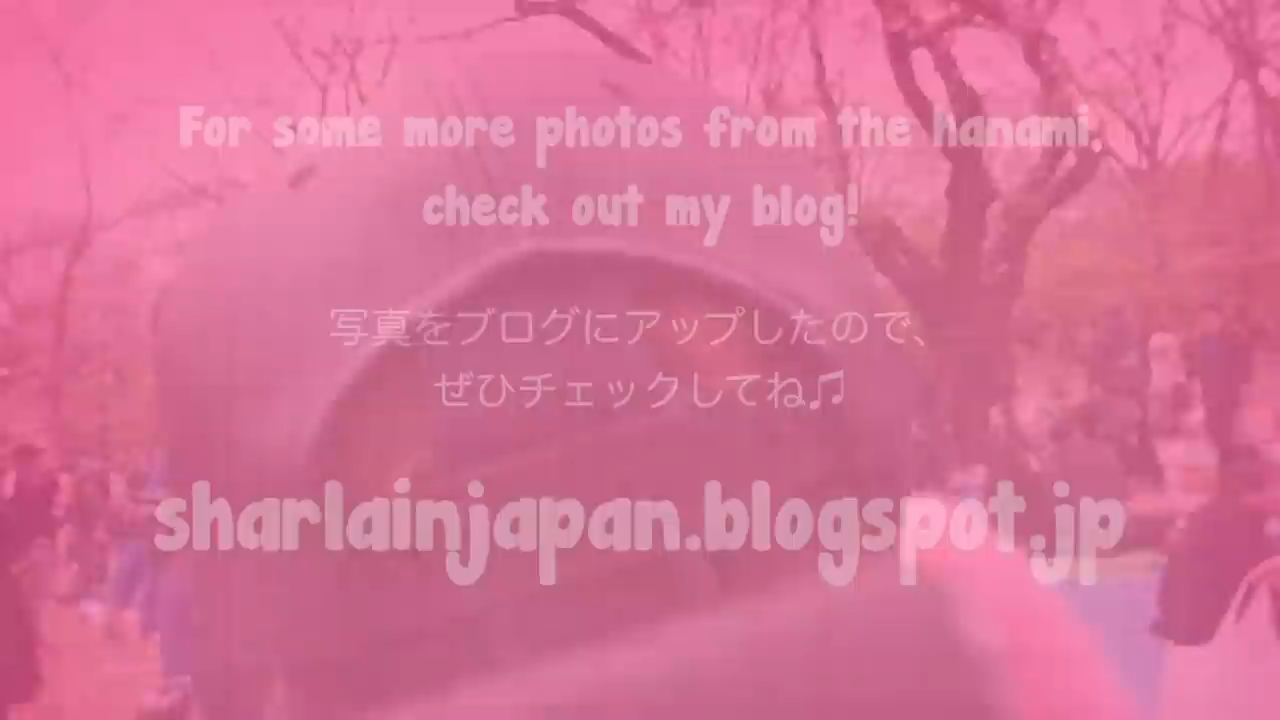 For some more photos from the hanami,
check out my blog!
写真をブログにアップしたので、
ぜひチェックしてね♫
sharlainjapan.blogspot.jp